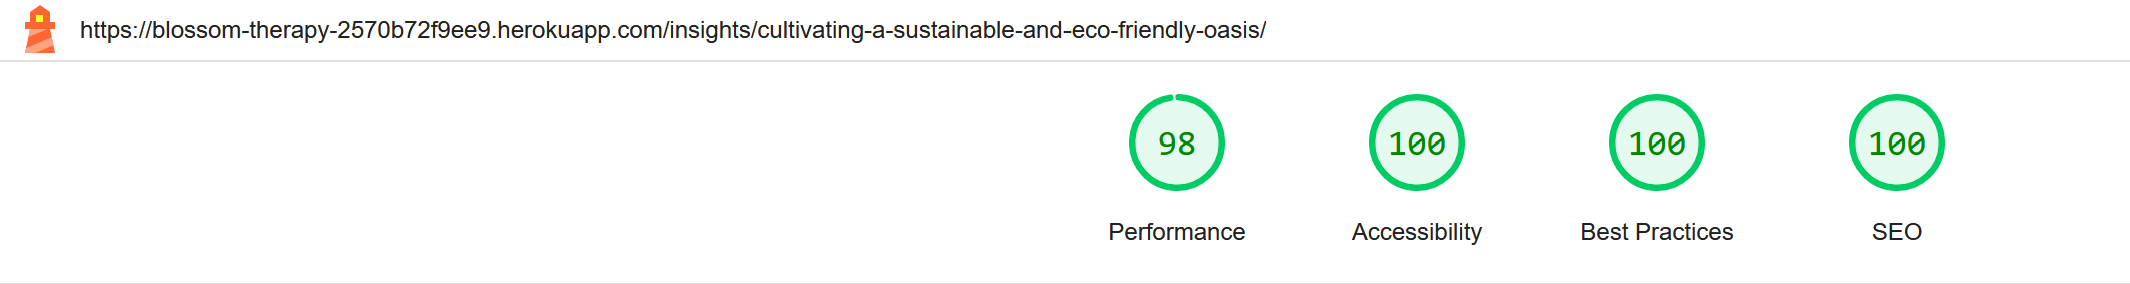 https://blossom-therapy-2570b72f9ee9.herokuapp.com/insights/cultivating-a-sustainable-and-eco-friendly-oasis/
98 100 100 100
Performance Accessibility Best Practices SEO